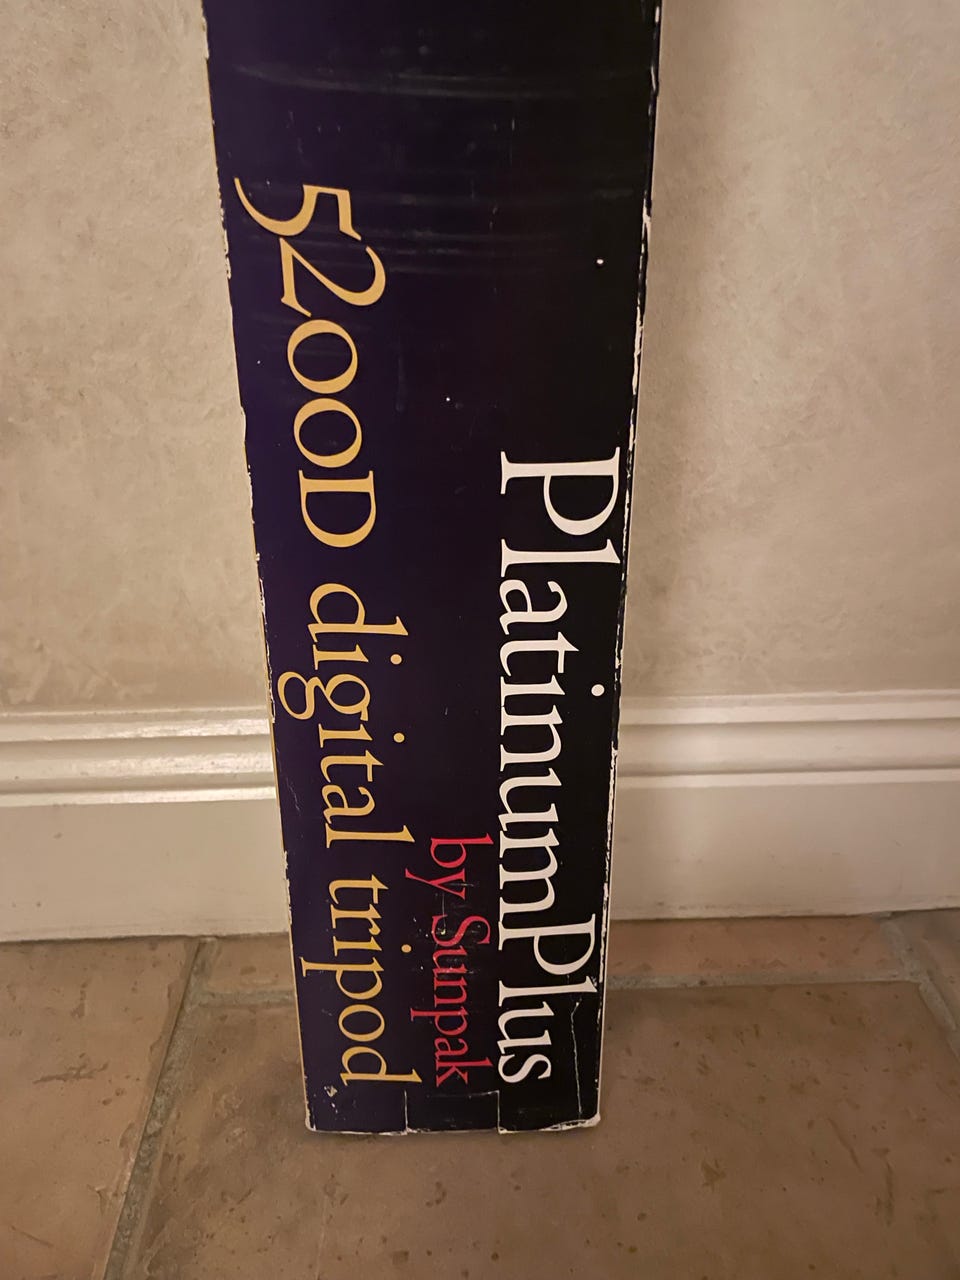 PlatinumPlus
by Sunpak
5200D digital tripod